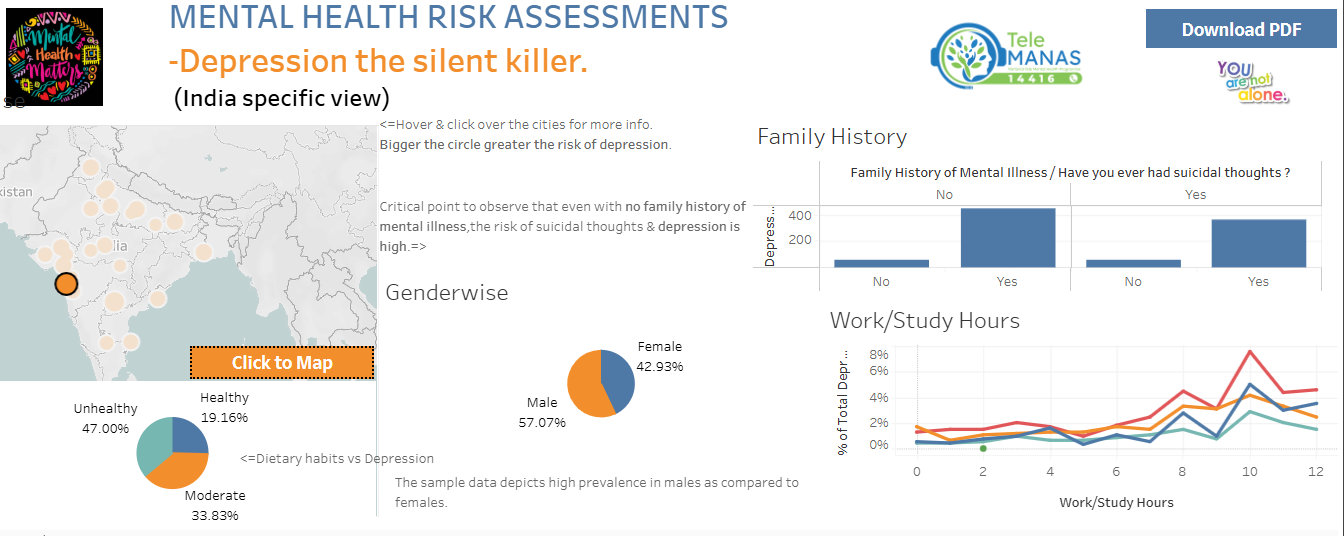 MENTAL HEALTH RISK ASSESSMENTS
-Depression the silent killer.
(India specific view)
Mental
Health
Matters
se
Tele
MANAS
14416
Download PDF
YOU
are not
alone.
<=Hover & click over the cities for more info.
Bigger the circle greater the risk of depression.
Critical point to observe that even with no family history of
mental illness,the risk of suicidal thoughts & depression is
high.=>
kistan
lia
Click to Map
Family History
Family History of Mental Illness / Have you ever had suicidal thoughts ?
No
Yes
Depress...
400
200
No
Yes
No
Yes
Genderwise
Female
42.93%
Male
57.07%
The sample data depicts high prevalence in males as compared to
females.
Healthy
19.16%
Unhealthy
47.00%
Moderate
33.83%
<=Dietary habits vs Depression
Work/Study Hours
% of Total Depr...
8%
6%
4%
2%
0%
0 2 4 6 8 10 12
Work/Study Hours